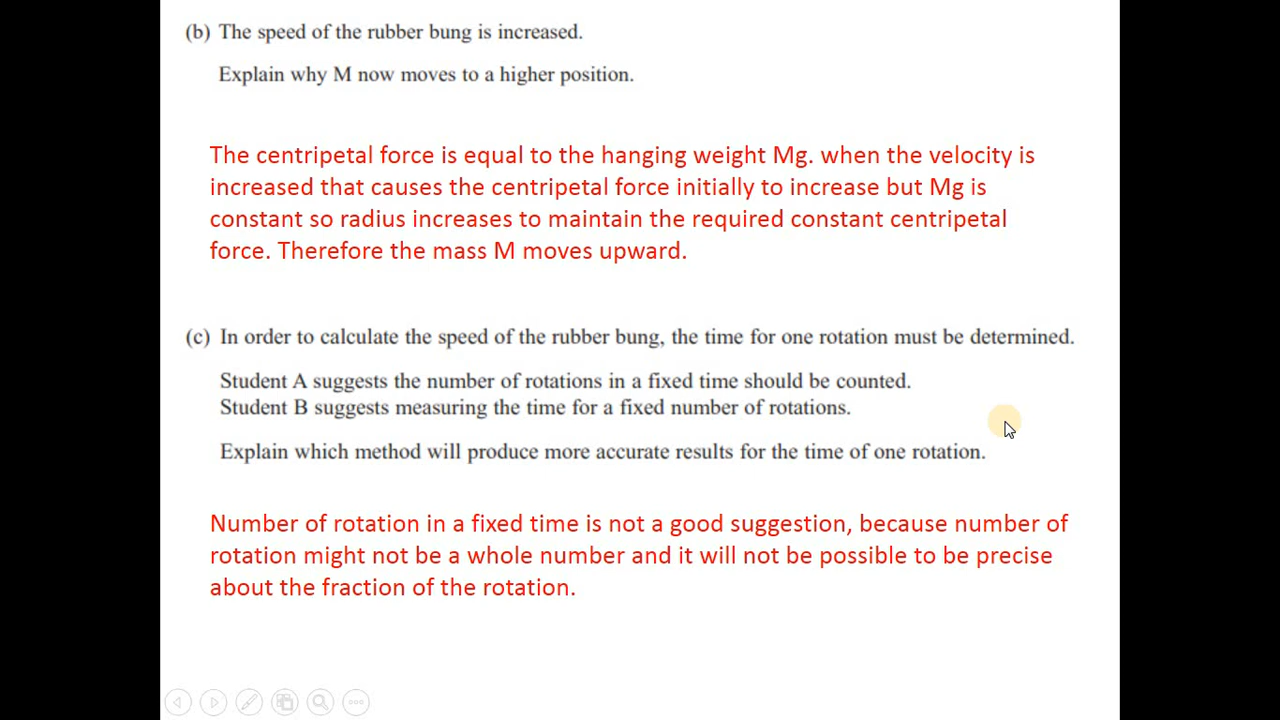 (b) The speed of the rubber bung is increased.
Explain why M now moves to a higher position.
The centripetal force is equal to the hanging weight Mg. when the velocity is
increased that causes the centripetal force initially to increase but Mg is
constant so radius increases to maintain the required constant centripetal
force. Therefore the mass M moves upward.
(c) In order to calculate the speed of the rubber bung, the time for one rotation must be determined.
Student A suggests the number of rotations in a fixed time should be counted.
Student B suggests measuring the time for a fixed number of rotations.
Explain which method will produce more accurate results for the time of one rotation.
Number of rotation in a fixed time is not a good suggestion, because number of
rotation might not be a whole number and it will not be possible to be precise
about the fraction of the rotation.